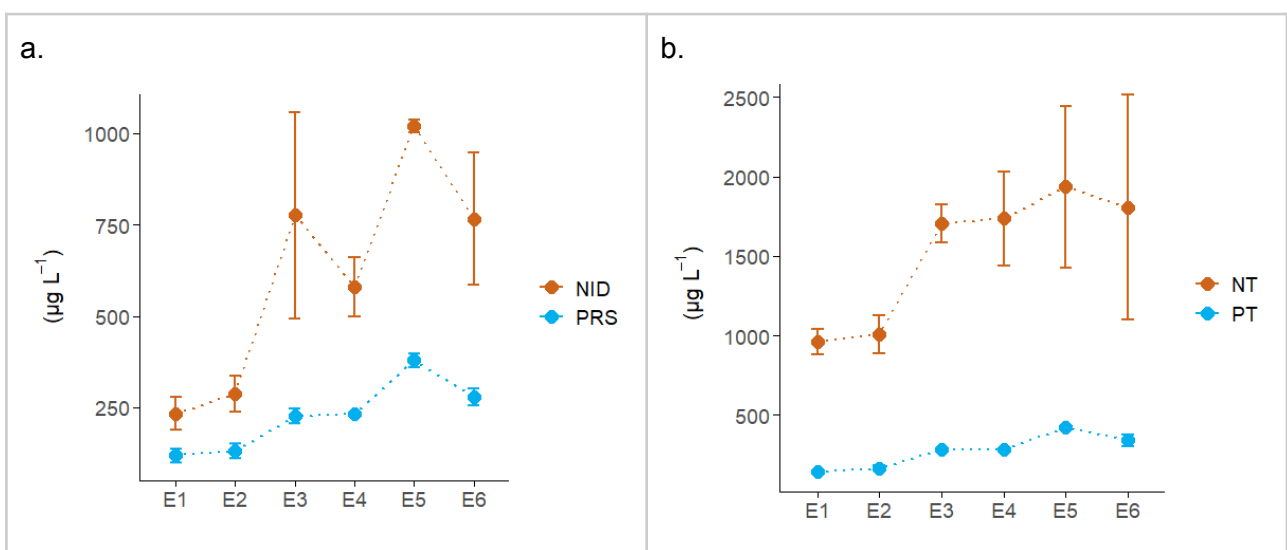 a.
1000
750
500
250
(µg L⁻¹)
E1 E2 E3 E4 E5 E6
NID
PRS
b.
2500
2000
1500
1000
500
(µg L⁻¹)
E1 E2 E3 E4 E5 E6
NT
PT